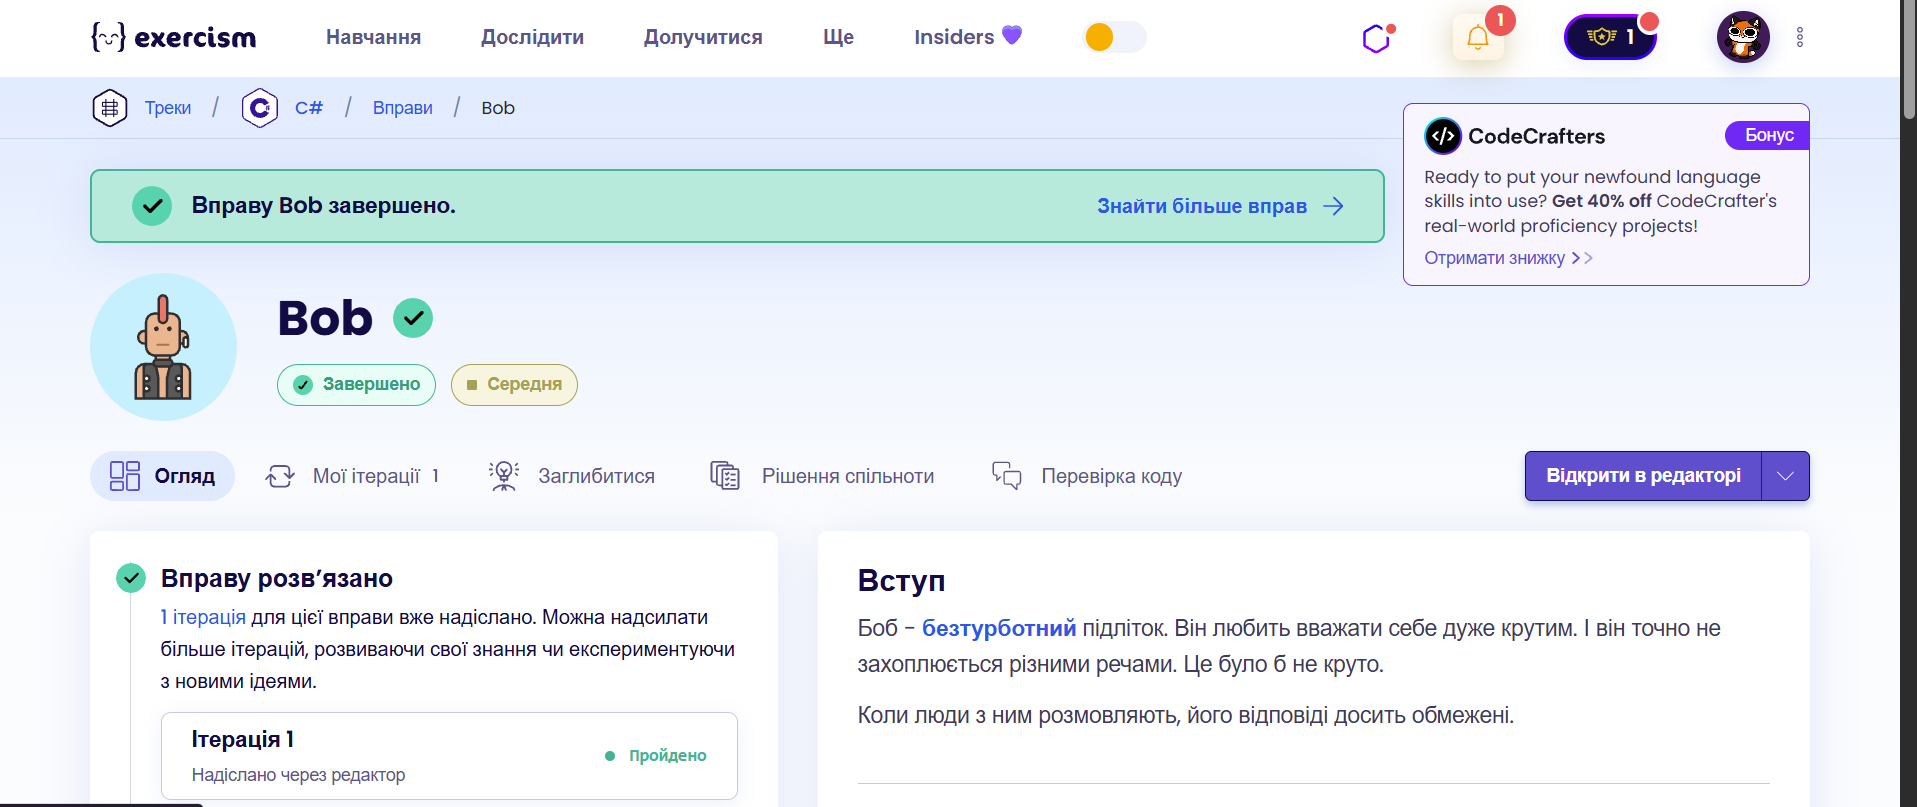 exercism
Навчання
Дослідити
Долучитися
Ще
Insiders 💜
1
1
Треки / C# / Вправи / Bob
Вправу Bob завершено.
Знайти більше вправ
CodeCrafters
Бонус
Ready to put your newfound language
skills into use? Get 40% off CodeCrafter's
real-world proficiency projects!
Отримати знижку
Bob
Завершено
Середня
Огляд
Мої ітерації 1
Заглибитися
Рішення спільноти
Перевірка коду
Відкрити в редакторі
Вправу розв’язано
1 ітерація для цієї вправи вже надіслано. Можна надсилати
більше ітерацій, розвиваючи свої знання чи експериментуючи
з новими ідеями.
Ітерація 1
Надіслано через редактор
Пройдено
Вступ
Боб – безтурботний підліток. Він любить вважати себе дуже крутим. І він точно не
захоплюється різними речами. Це було б не круто.
Коли люди з ним розмовляють, його відповіді досить обмежені.